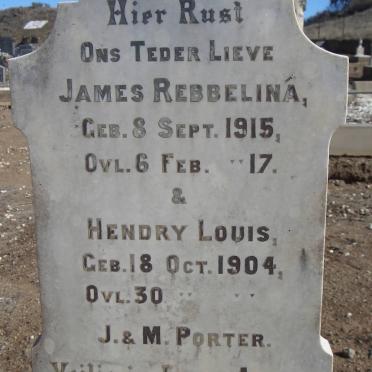 Hier Rust
Ons Teder Lieve
James Rebbelina,
Geb. 8 Sept. 1915,
Ovl. 6 Feb. " 17.
&
Hendry Louis,
Geb. 18 Oct. 1904,
Ovl. 30 " "
J. & M. Porter.